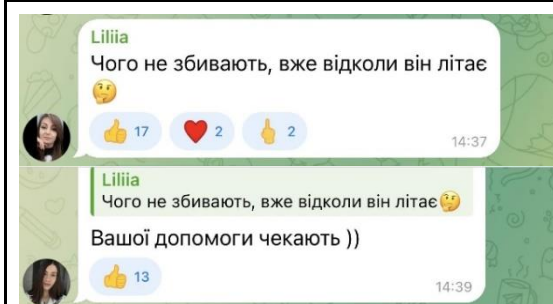 Liliia
Чого не збивають, вже відколи він літає
🤔
👍 17 ❤️ 2 🖕 2
14:37
Liliia
Чого не збивають, вже відколи він літає🤔
Вашої допомоги чекають ))
👍 13
14:39